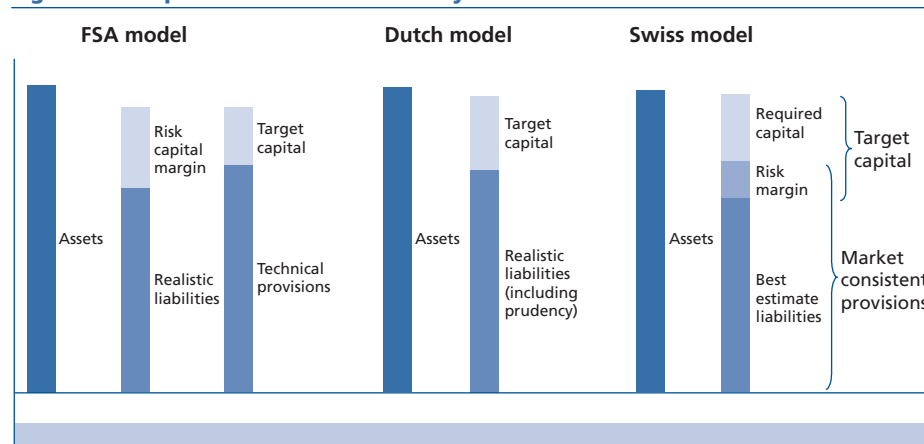 FSA model
Dutch model
Swiss model
Assets
Risk
capital
margin
Realistic
liabilities
Target
capital
Technical
provisions
Assets
Target
capital
Realistic
liabilities
(including
prudency)
Assets
Required
capital
Risk
margin
Best
estimate
liabilities
Target
capital
Market
consistent
provisions